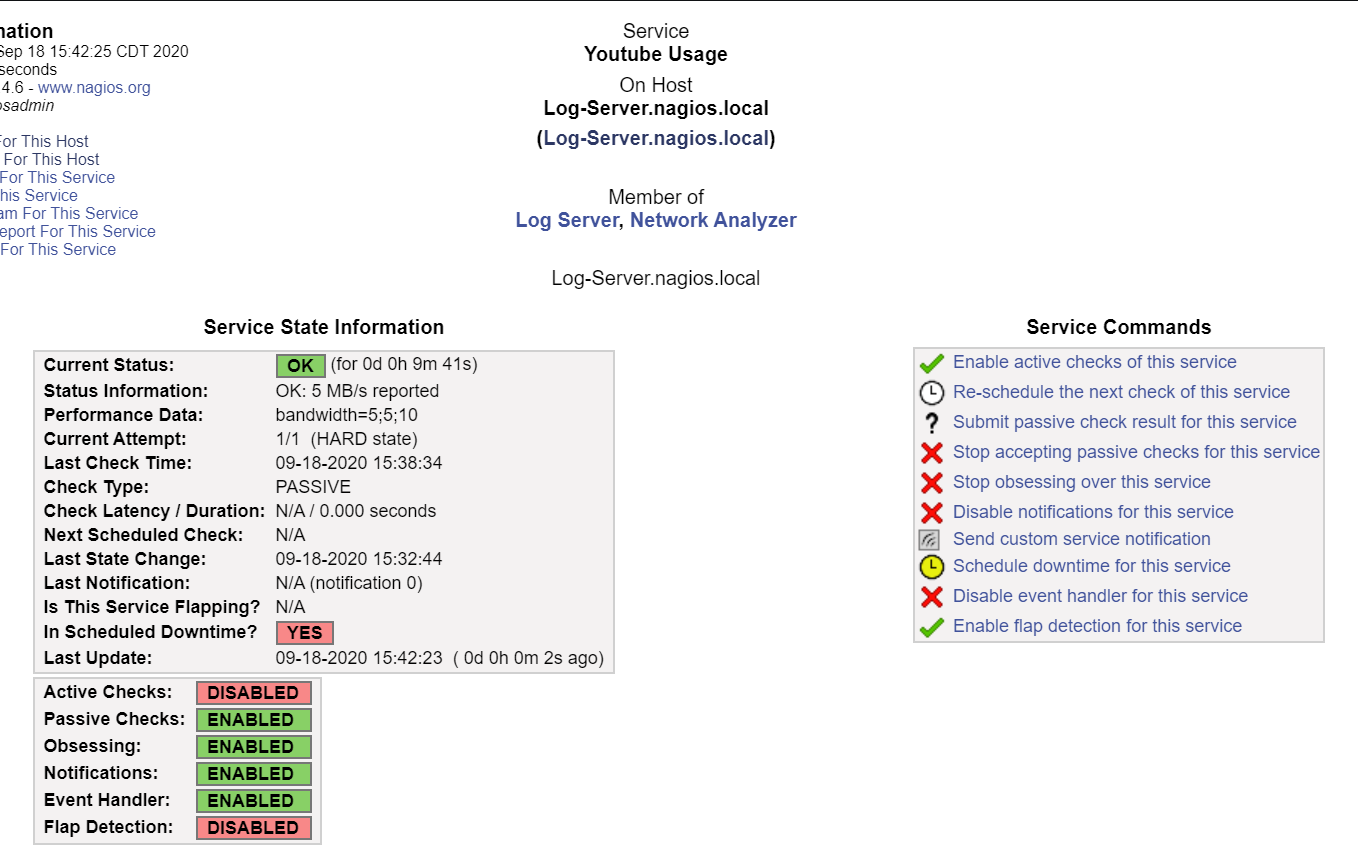 Sep 18 15:42:25 CDT 2020
seconds
4.6 - www.nagios.org
For This Host
For This Host
For This Service
This Service
For This Service
Report For This Service
For This Service
Service
Youtube Usage
On Host
Log-Server.nagios.local
(Log-Server.nagios.local)
Member of
Log Server, Network Analyzer
Log-Server.nagios.local
Service State Information
Current Status: OK (for 0d 0h 9m 41s)
Status Information: OK: 5 MB/s reported
Performance Data: bandwidth=5;5;10
Current Attempt: 1/1 (HARD state)
Last Check Time: 09-18-2020 15:38:34
Check Type: PASSIVE
Check Latency / Duration: N/A / 0.000 seconds
Next Scheduled Check: N/A
Last State Change: 09-18-2020 15:32:44
Last Notification: N/A (notification 0)
Is This Service Flapping? N/A
In Scheduled Downtime? YES
Last Update: 09-18-2020 15:42:23 ( 0d 0h 0m 2s ago)
Active Checks: DISABLED
Passive Checks: ENABLED
Obsessing: ENABLED
Notifications: ENABLED
Event Handler: ENABLED
Flap Detection: DISABLED
Service Commands
Enable active checks of this service
Re-schedule the next check of this service
Submit passive check result for this service
Stop accepting passive checks for this service
Stop obsessing over this service
Disable notifications for this service
Send custom service notification
Schedule downtime for this service
Disable event handler for this service
Enable flap detection for this service